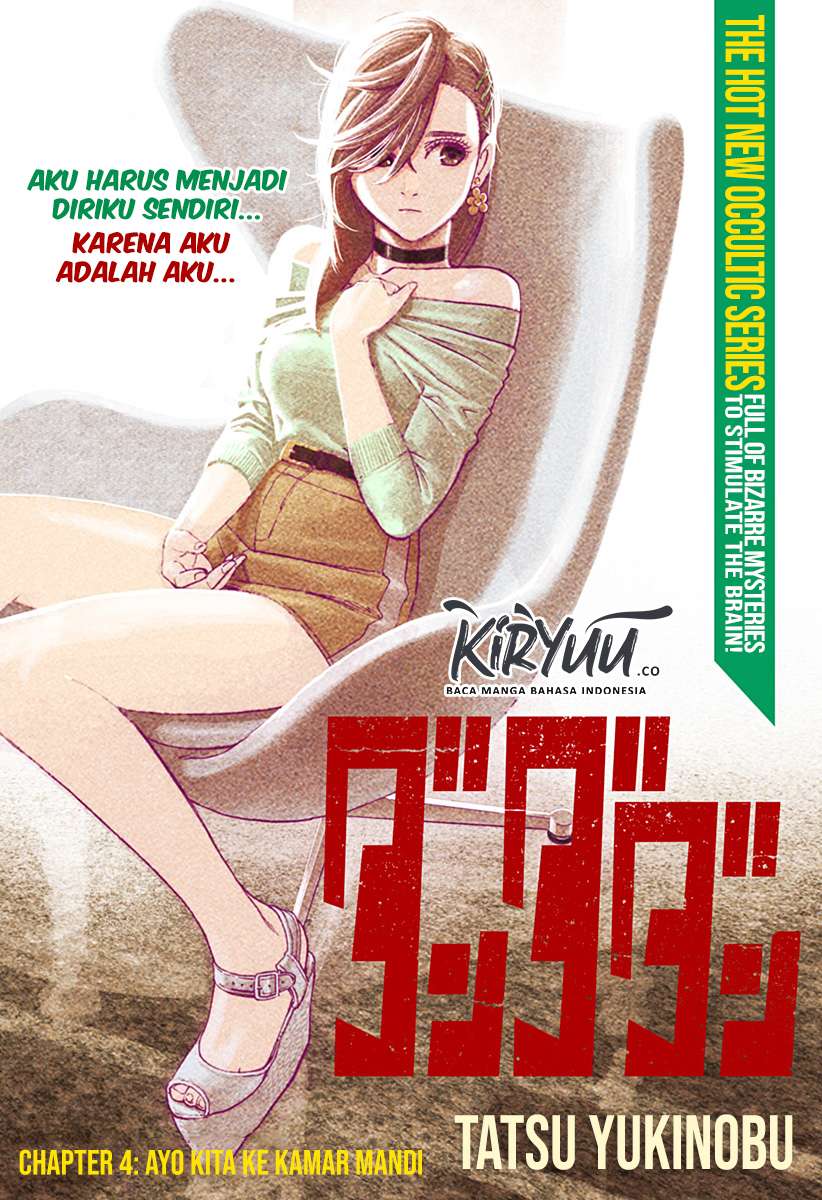 AKU HARUS MENJADI
DIRIKU SENDIRI...
KARENA AKU
ADALAH AKU...
THE HOT NEW OCCULTIC SERIES
FULL OF BIZARRE MYSTERIES
TO STIMULATE THE BRAIN!
KIRYUU.CO
BACA MANGA BAHASA INDONESIA
ダンダダン
TATSU YUKINOBU
CHAPTER 4: AYO KITA KE KAMAR MANDI